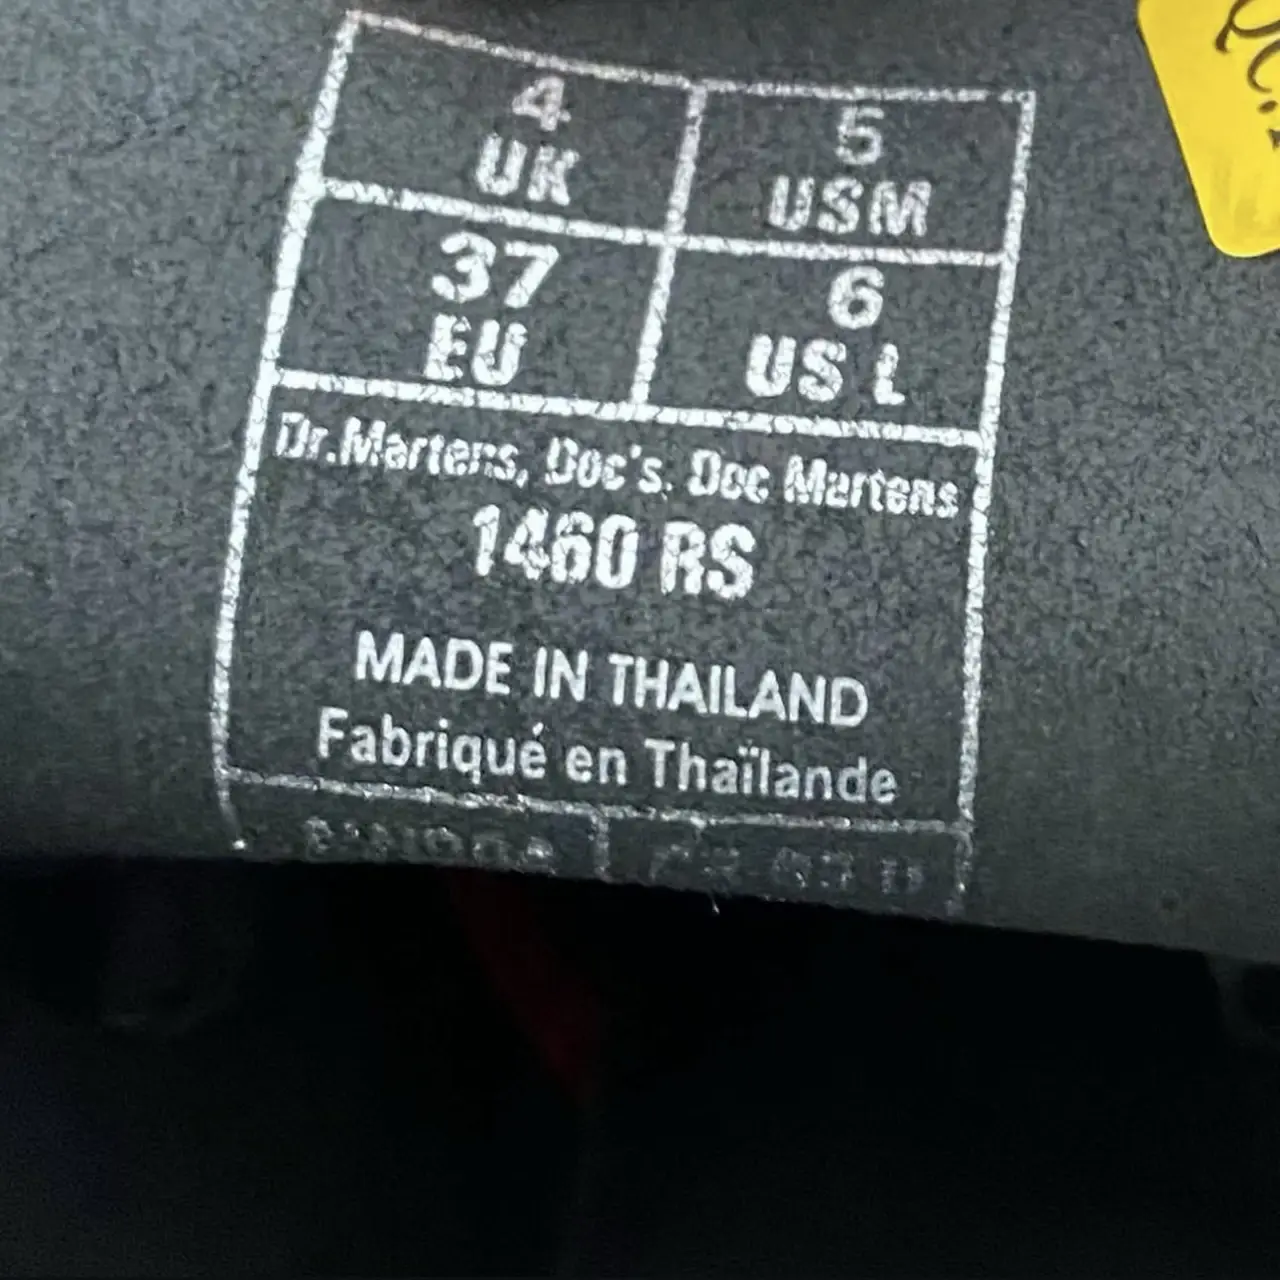 4
UK
5
USM
37
EU
6
US L
Dr.Martens, Doc's. Doc Martens
1460 RS
MADE IN THAILAND
Fabriqué en Thaïlande
QC.